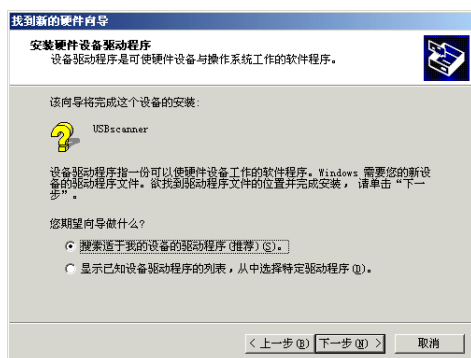 找到新的硬件向导
安装硬件设备驱动程序
设备驱动程序是可使硬件设备与操作系统工作的软件程序。
该向导将完成这个设备的安装:
USBscanner
设备驱动程序指一份可以使硬件设备工作的软件程序。Windows 需要您的新设
备的驱动程序文件。欲找到驱动程序文件的位置并完成安装, 请单击“下一
步”。
您期望向导做什么?
搜索适于我的设备的驱动程序(推荐)(S)。
显示已知设备驱动程序的列表, 从中选择特定驱动程序(D)。
< 上一步(B) 下一步(N) > 取消